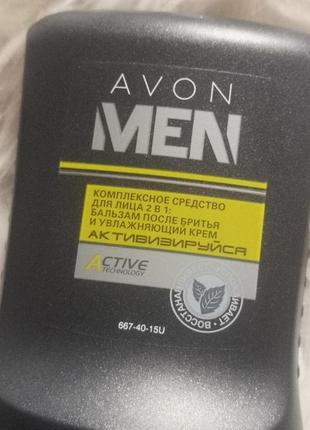 AVON
MEN
КОМПЛЕКСНОЕ СРЕДСТВО
ДЛЯ ЛИЦА 2 В 1:
БАЛЬЗАМ ПОСЛЕ БРИТЬЯ
И УВЛАЖНЯЮЩИЙ КРЕМ
АКТИВИЗИРУЙСЯ
ACTIVE
TECHNOLOGY
667-40-15U